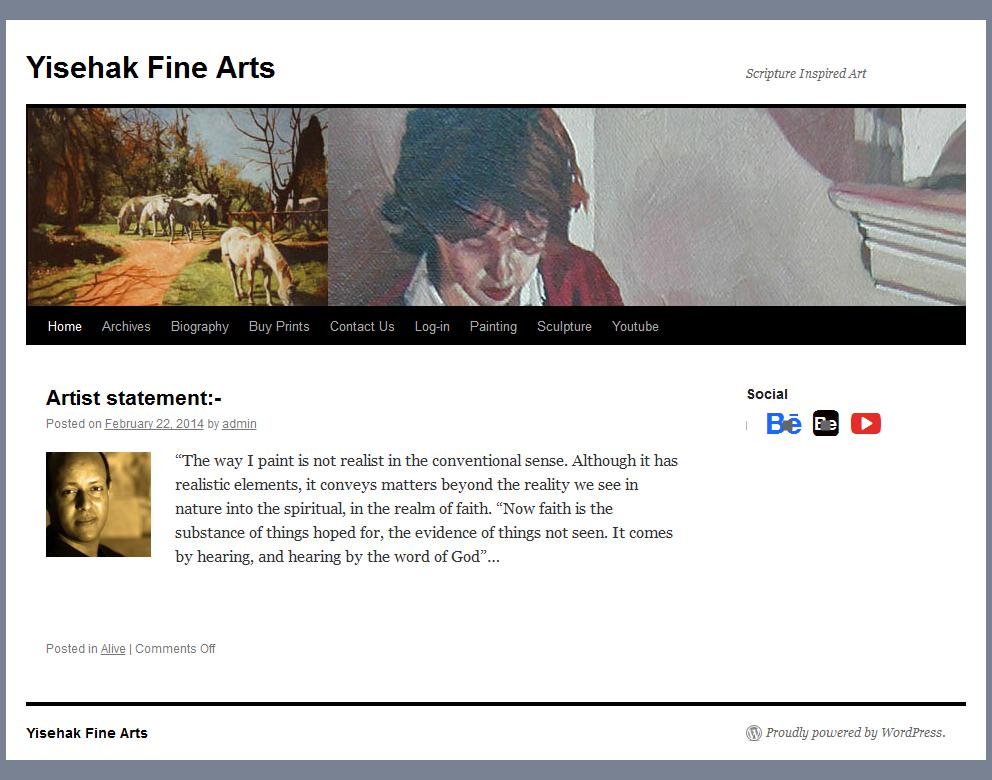 Yisehak Fine Arts
Scripture Inspired Art
Home Archives Biography Buy Prints Contact Us Log-in Painting Sculpture Youtube
Artist statement:-
Posted on February 22, 2014 by admin
“The way I paint is not realist in the conventional sense. Although it has
realistic elements, it conveys matters beyond the reality we see in
nature into the spiritual, in the realm of faith. “Now faith is the
substance of things hoped for, the evidence of things not seen. It comes
by hearing, and hearing by the word of God”…
Posted in Alive | Comments Off
Social
Bē Be
Yisehak Fine Arts
Proudly powered by WordPress.